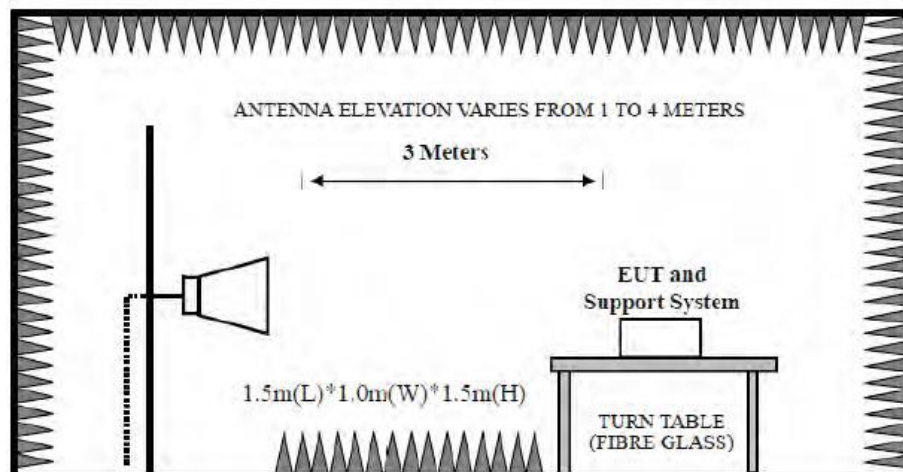 ANTENNA ELEVATION VARIES FROM 1 TO 4 METERS
3 Meters
EUT and
Support System
1.5m(L)*1.0m(W)*1.5m(H)
TURN TABLE
(FIBRE GLASS)